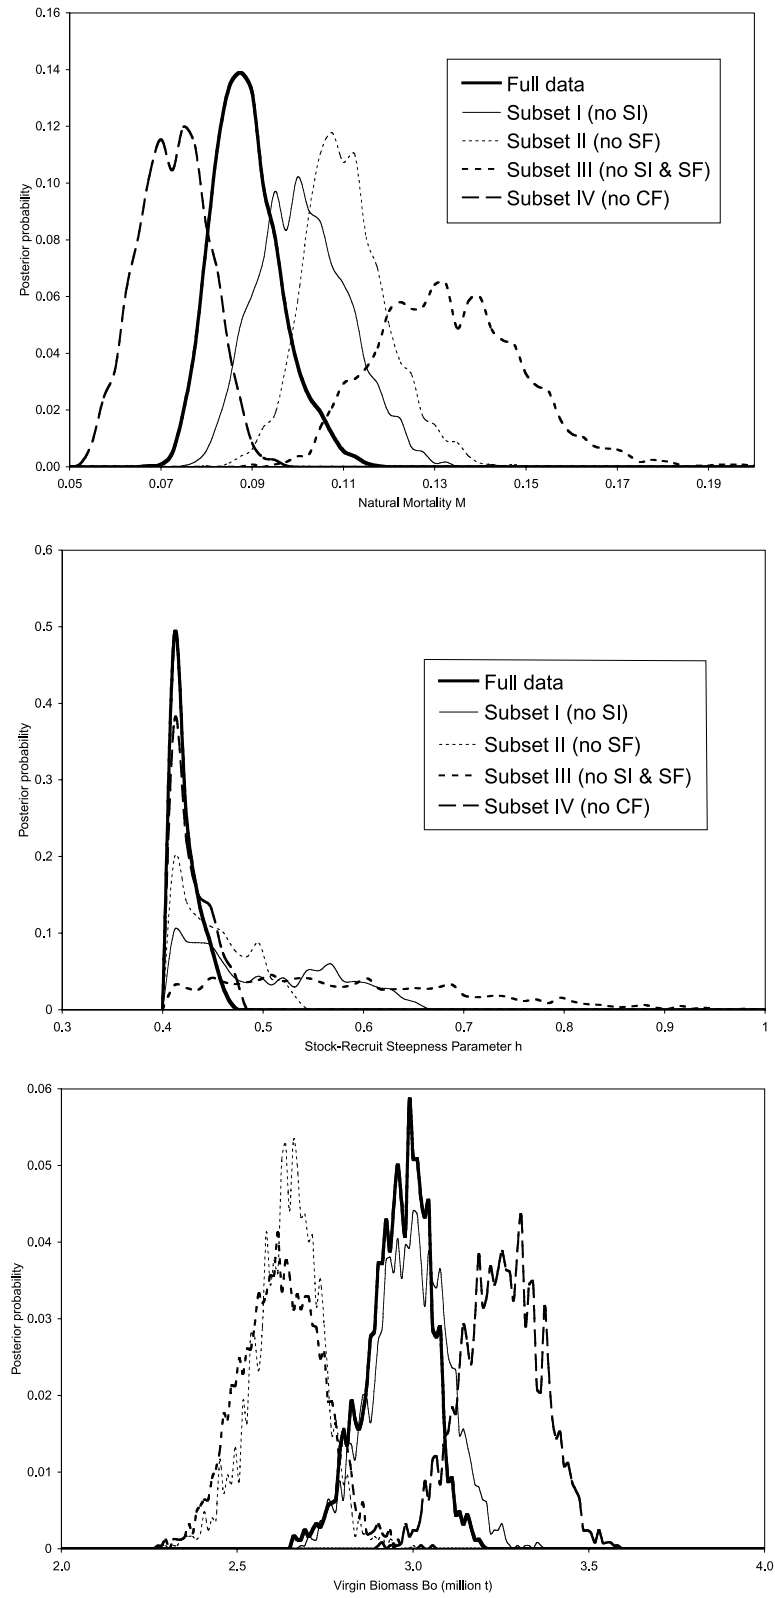 0.16
0.14
0.12
0.10
0.08
0.06
0.04
0.02
0.00
Posterior probability
Full data
Subset I (no SI)
Subset II (no SF)
Subset III (no SI & SF)
Subset IV (no CF)
0.05 0.07 0.09 0.11 0.13 0.15 0.17 0.19
Natural Mortality M
0.6
0.5
0.4
0.3
0.2
0.1
0
Posterior probability
Full data
Subset I (no SI)
Subset II (no SF)
Subset III (no SI & SF)
Subset IV (no CF)
0.3 0.4 0.5 0.6 0.7 0.8 0.9 1
Stock-Recruit Steepness Parameter h
0.06
0.05
0.04
0.03
0.02
0.01
0
Posterior probability
2.0 2.5 3.0 3.5 4.0
Virgin Biomass Bo (million t)